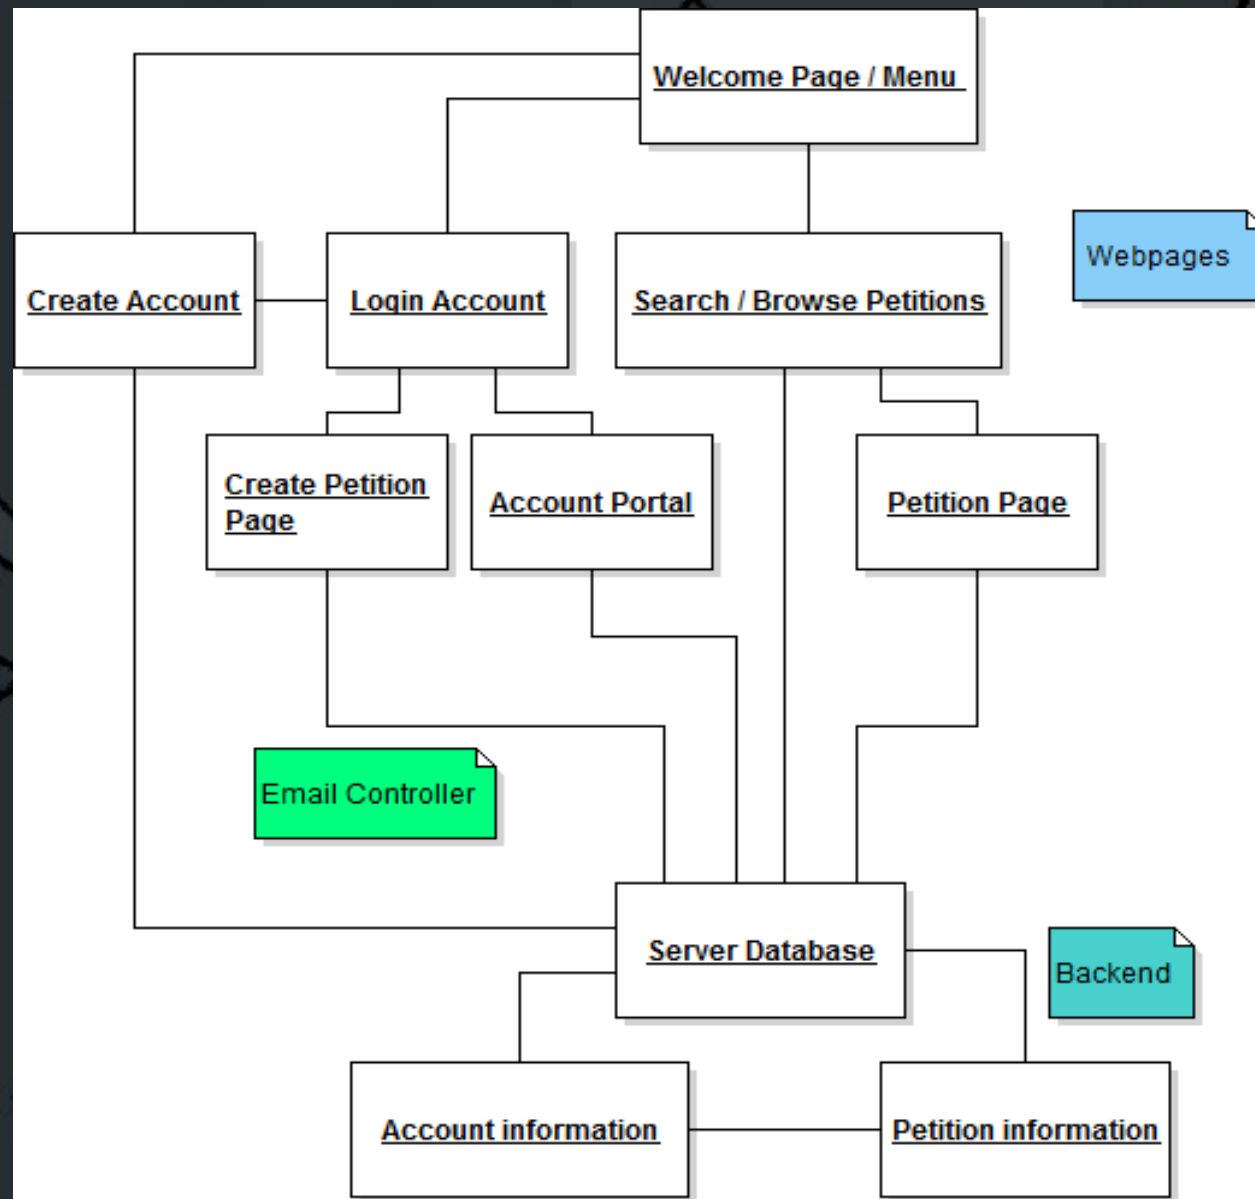 Welcome Page / Menu
Webpages
Create Account
Login Account
Search / Browse Petitions
Create Petition
Page
Account Portal
Petition Page
Email Controller
Server Database
Backend
Account information
Petition information